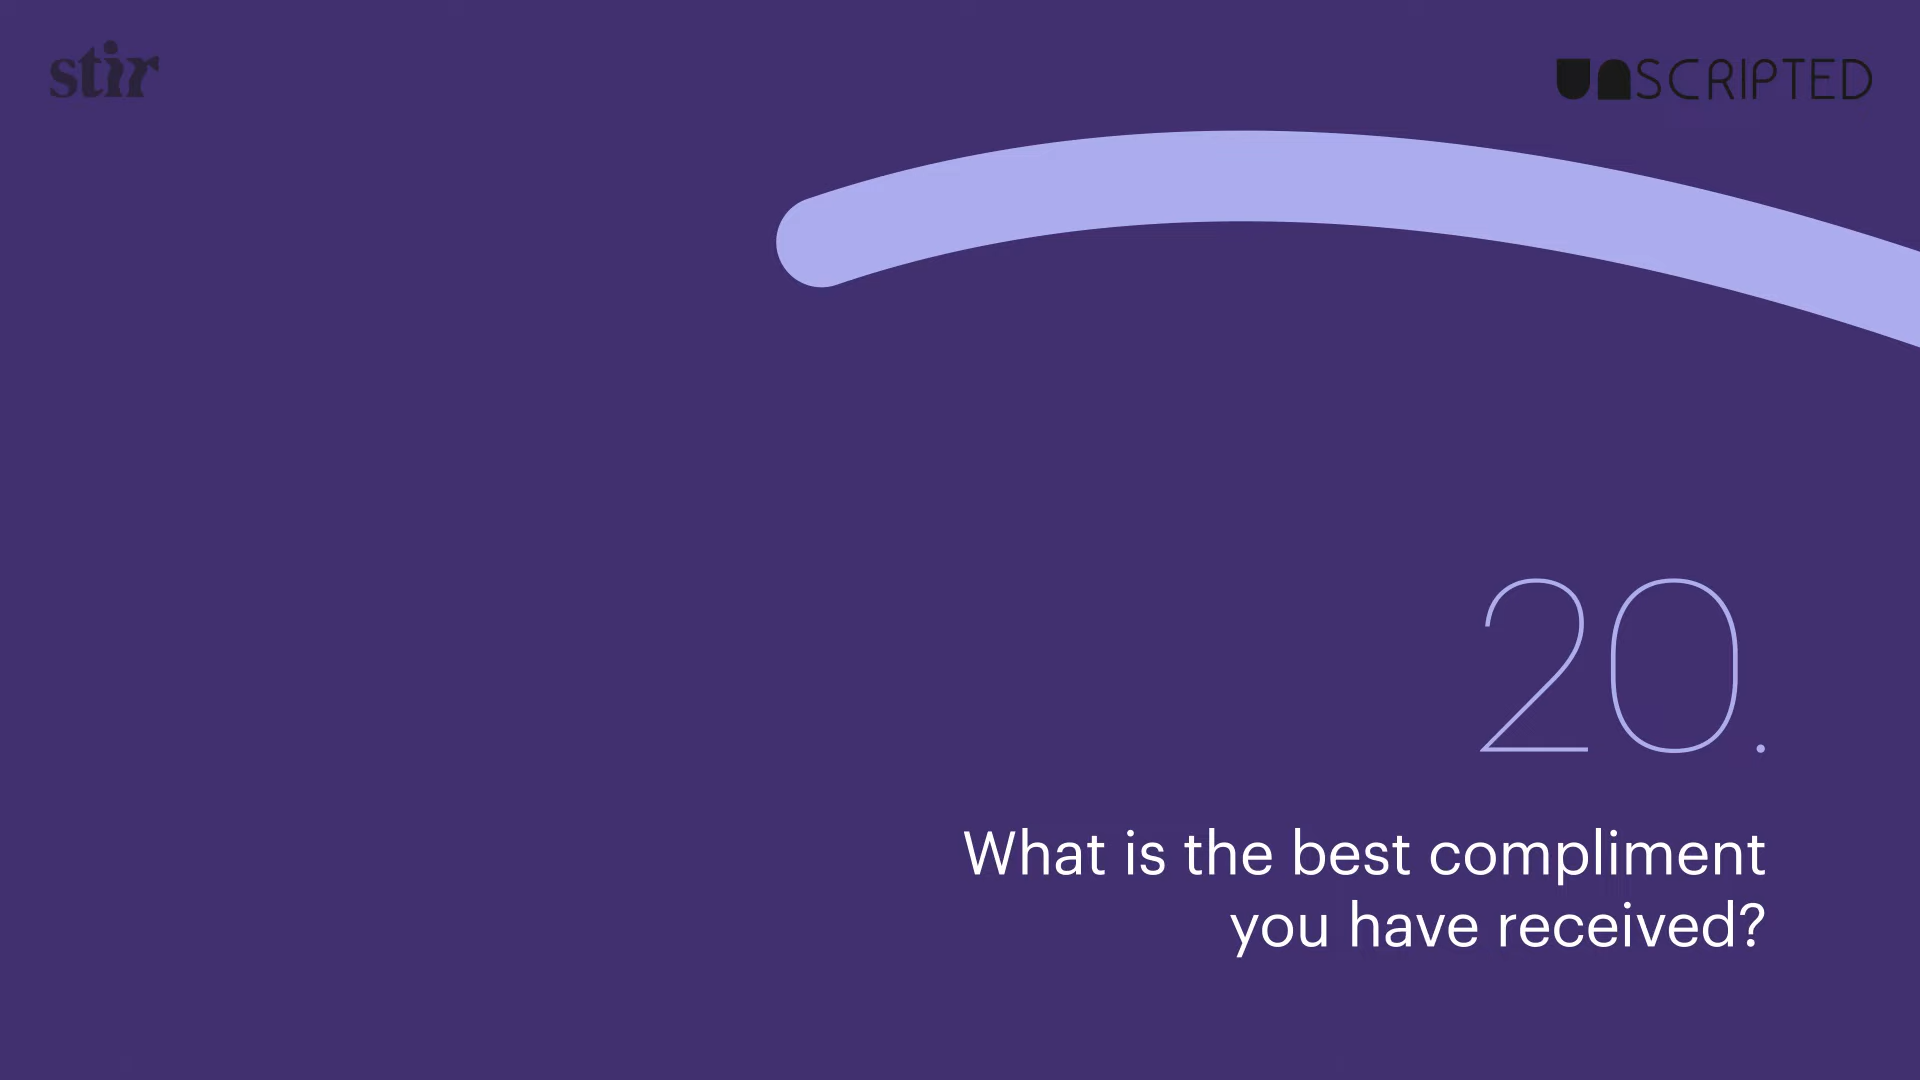 stir
UNSCRIPTED
20.
What is the best compliment
you have received?